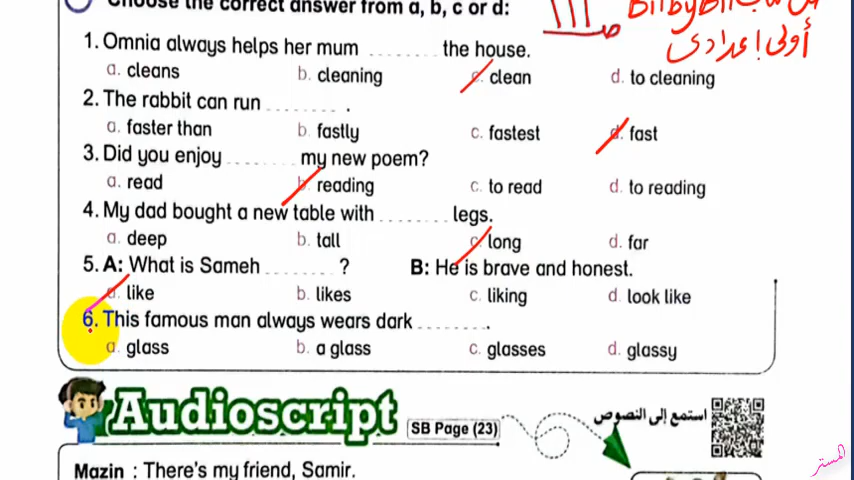 Choose the correct answer from a, b, c or d:
1. Omnia always helps her mum ........ the house.
a. cleans b. cleaning c. clean d. to cleaning
2. The rabbit can run ........ .
a. faster than b. fastly c. fastest d. fast
3. Did you enjoy ........ my new poem?
a. read b. reading c. to read d. to reading
4. My dad bought a new table with ........ legs.
a. deep b. tall c. long d. far
5. A: What is Sameh ........ ? B: He is brave and honest.
a. like b. likes c. liking d. look like
6. This famous man always wears dark ........ .
a. glass b. a glass c. glasses d. glassy
أولى إعدادى
Audioscript SB Page (23) استمع إلى النصوص
المستر
Mazin : There's my friend, Samir.